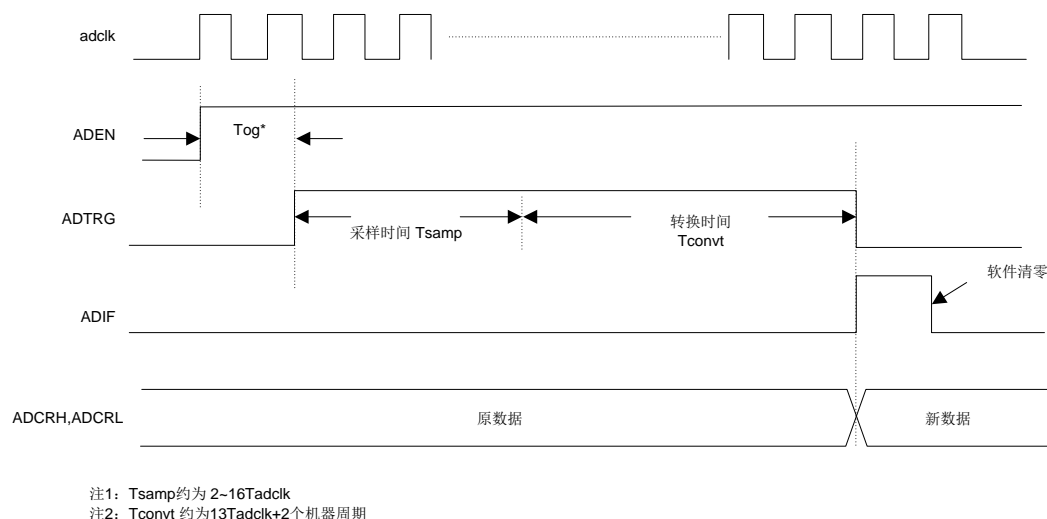 adclk
ADEN
Tog*
ADTRG
采样时间 Tsamp
转换时间
Tconvt
软件清零
ADIF
ADCRH,ADCRL
原数据
新数据
注1：Tsamp约为 2~16Tadclk
注2：Tconvt 约为13Tadclk+2个机器周期